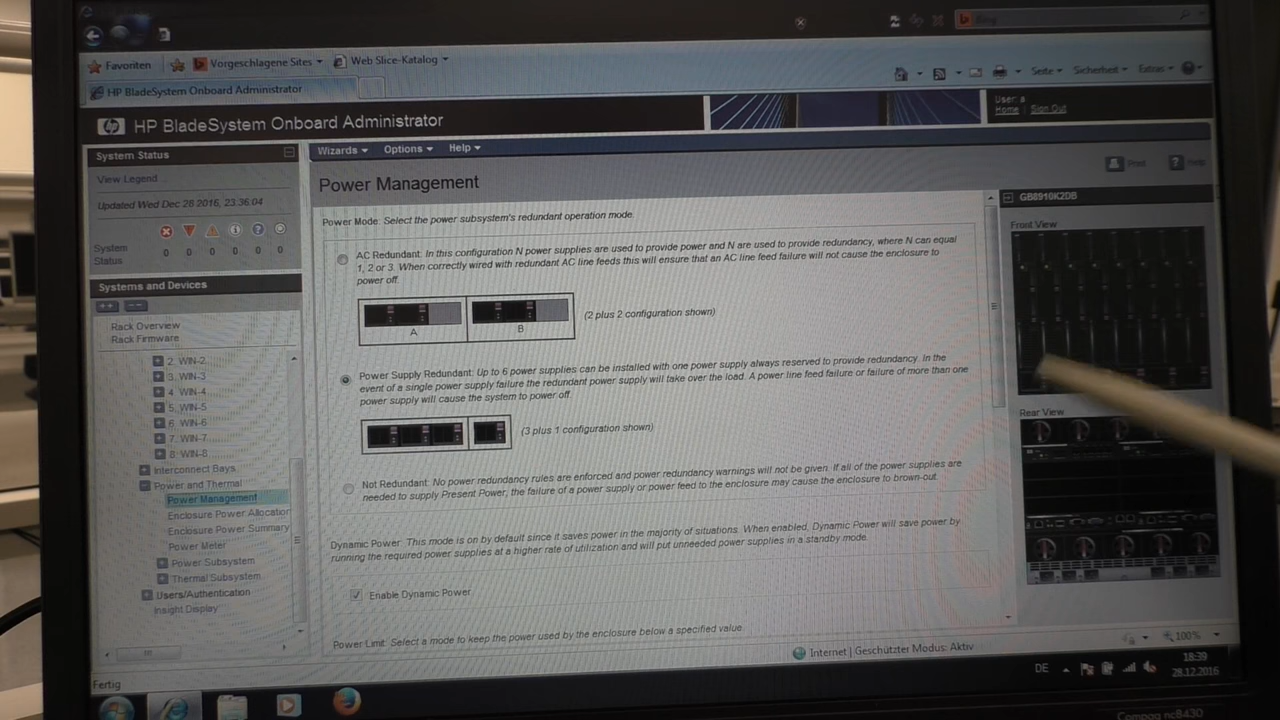 Bing
Favoriten
Vorgeschlagene Sites
Web Slice-Katalog
HP BladeSystem Onboard Administrator
Seite
Sicherheit
Extras
HP BladeSystem Onboard Administrator
User: a
Home | Sign Out
System Status
View Legend...
Updated Wed Dec 28 2016, 23:36:04
System Status
0 0 0 0 0 0
Systems and Devices
Rack Overview
Rack Firmware
2. WIN-2
3. WIN-3
4. WIN-4
5. WIN-5
6. WIN-6
7. WIN-7
8. WIN-8
Interconnect Bays
Power and Thermal
Power Management
Enclosure Power Allocation
Enclosure Power Summary
Power Meter
Power Subsystem
Thermal Subsystem
Users/Authentication
Insight Display
Wizards
Options
Help
Power Management
Print
Help
Power Mode: Select the power subsystem's redundant operation mode.
AC Redundant: In this configuration N power supplies are used to provide power and N are used to provide redundancy, where N can equal
1, 2 or 3. When correctly wired with redundant AC line feeds this will ensure that an AC line feed failure will not cause the enclosure to
power off.
A
B
(2 plus 2 configuration shown)
Power Supply Redundant: Up to 6 power supplies can be installed with one power supply always reserved to provide redundancy. In the
event of a single power supply failure the redundant power supply will take over the load. A power line feed failure or failure of more than one
power supply will cause the system to power off.
(3 plus 1 configuration shown)
Not Redundant: No power redundancy rules are enforced and power redundancy warnings will not be given. If all of the power supplies are
needed to supply Present Power, the failure of a power supply or power feed to the enclosure may cause the enclosure to brown-out.
Dynamic Power: This mode is on by default since it saves power in the majority of situations. When enabled, Dynamic Power will save power by
running the required power supplies at a higher rate of utilization and will put unneeded power supplies in a standby mode.
Enable Dynamic Power
Power Limit: Select a mode to keep the power used by the enclosure below a specified value.
GB8910K2DB
Front View
Rear View
Fertig
Internet | Geschützter Modus: Aktiv
100%
DE
18:39
28.12.2016
Compaq nc8430